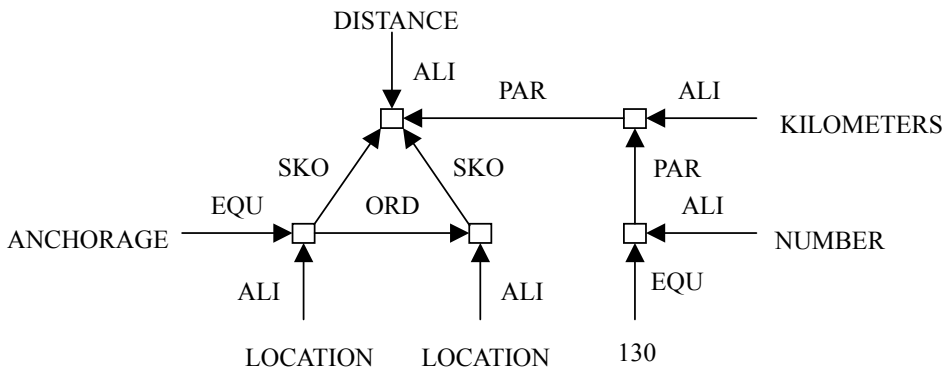 DISTANCE
ALI
PAR
ALI
KILOMETERS
SKO
SKO
PAR
EQU
ORD
ALI
ANCHORAGE
NUMBER
ALI
ALI
EQU
LOCATION
LOCATION
130